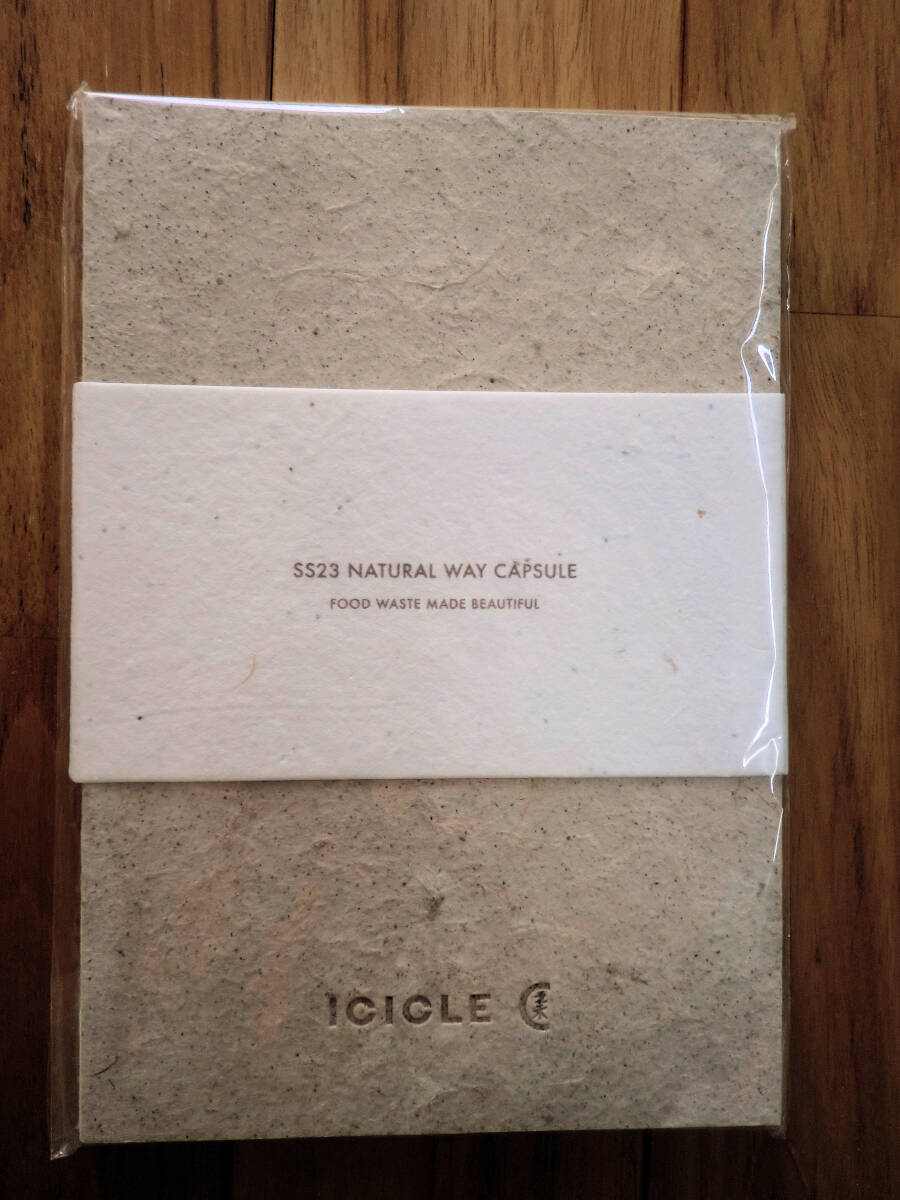 SS23 NATURAL WAY CAPSULE
FOOD WASTE MADE BEAUTIFUL
ICICLE